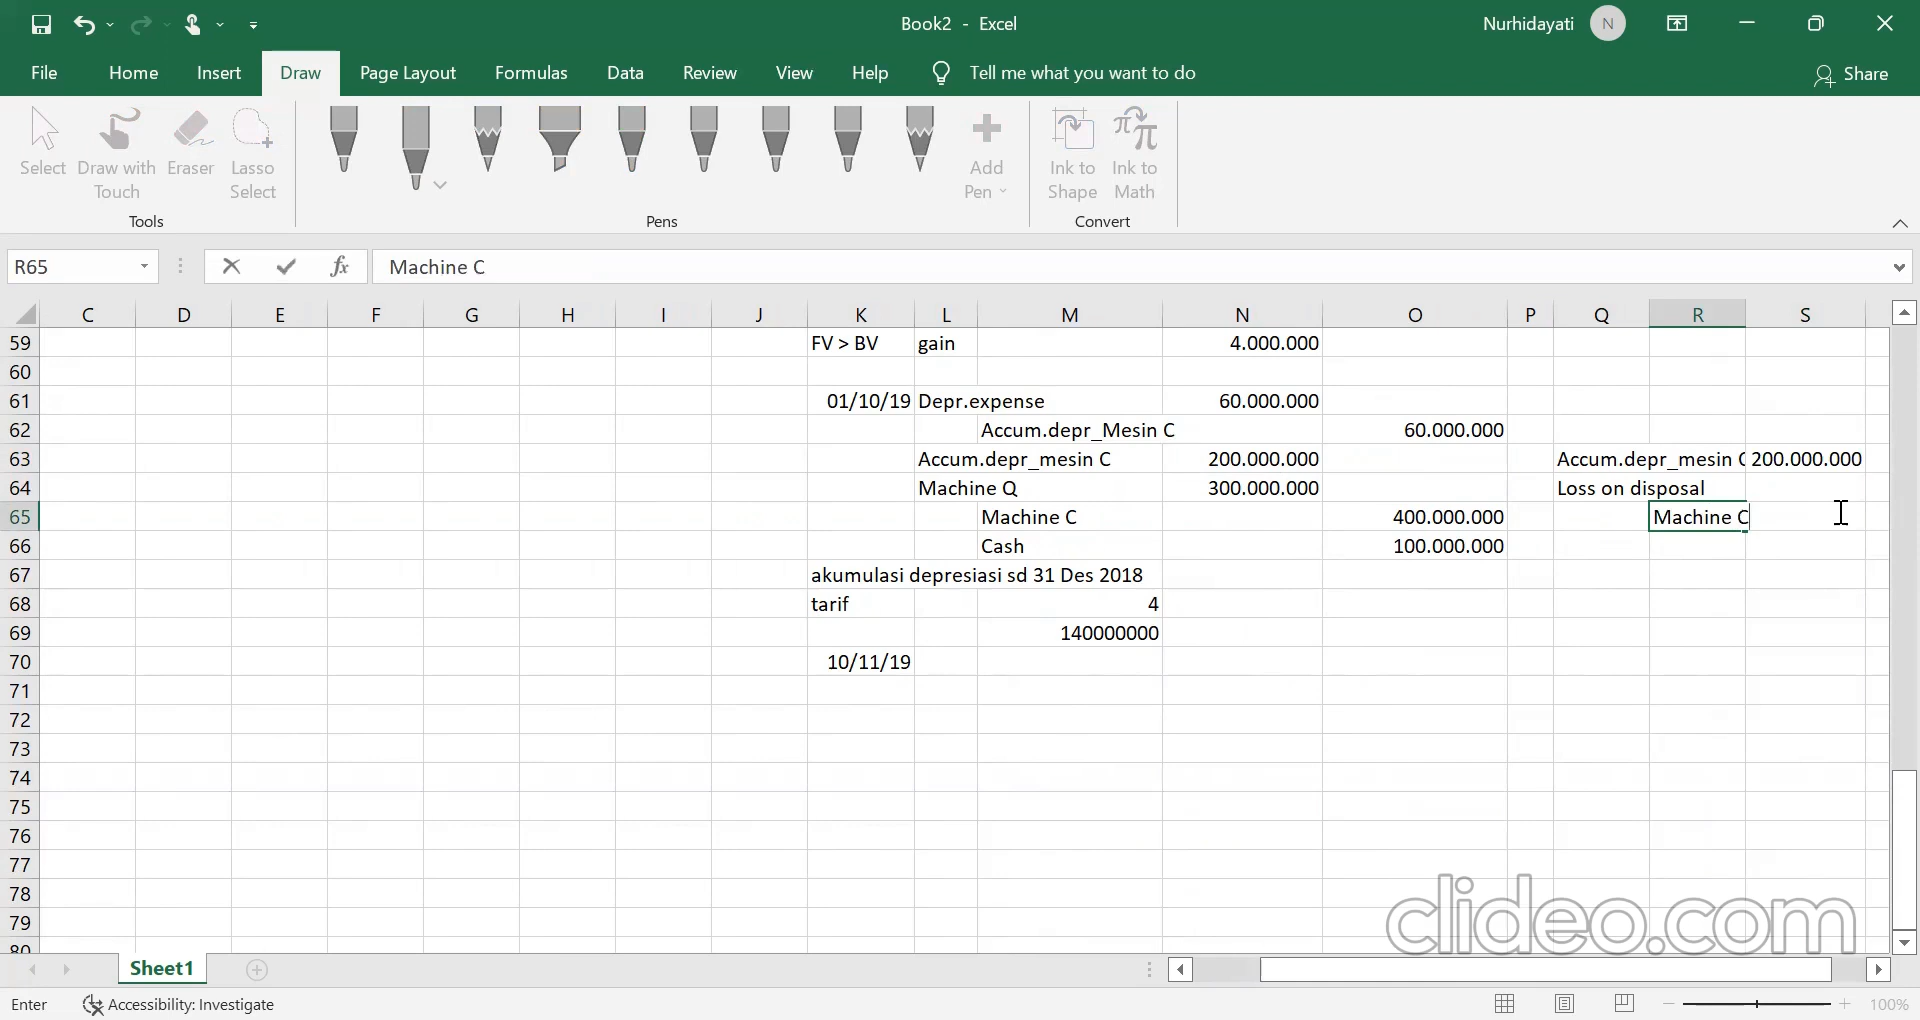 Book2 - Excel
Nurhidayati
N
File Home Insert Draw Page Layout Formulas Data Review View Help Tell me what you want to do Share
Select Draw with Touch Eraser Lasso Select
Add Pen
Ink to Shape Ink to Math
Tools Pens Convert
R65 fx Machine C
C D E F G H I J K L M N O P Q R S
59 FV > BV gain 4.000.000
60
61 01/10/19 Depr.expense 60.000.000
62 Accum.depr_Mesin C 60.000.000
63 Accum.depr_mesin C 200.000.000 Accum.depr_mesin C 200.000.000
64 Machine Q 300.000.000 Loss on disposal
65 Machine C 400.000.000 Machine C
66 Cash 100.000.000
67 akumulasi depresiasi sd 31 Des 2018
68 tarif 4
69 140000000
70 10/11/19
71
72
73
74
75
76
77
78
79
80
clideo.com
Sheet1
Enter Accessibility: Investigate 100%